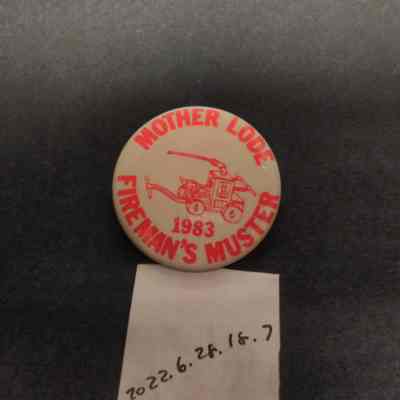 MOTHER LODE
1983
FIREMAN'S MUSTER
2022.6.28.18.7